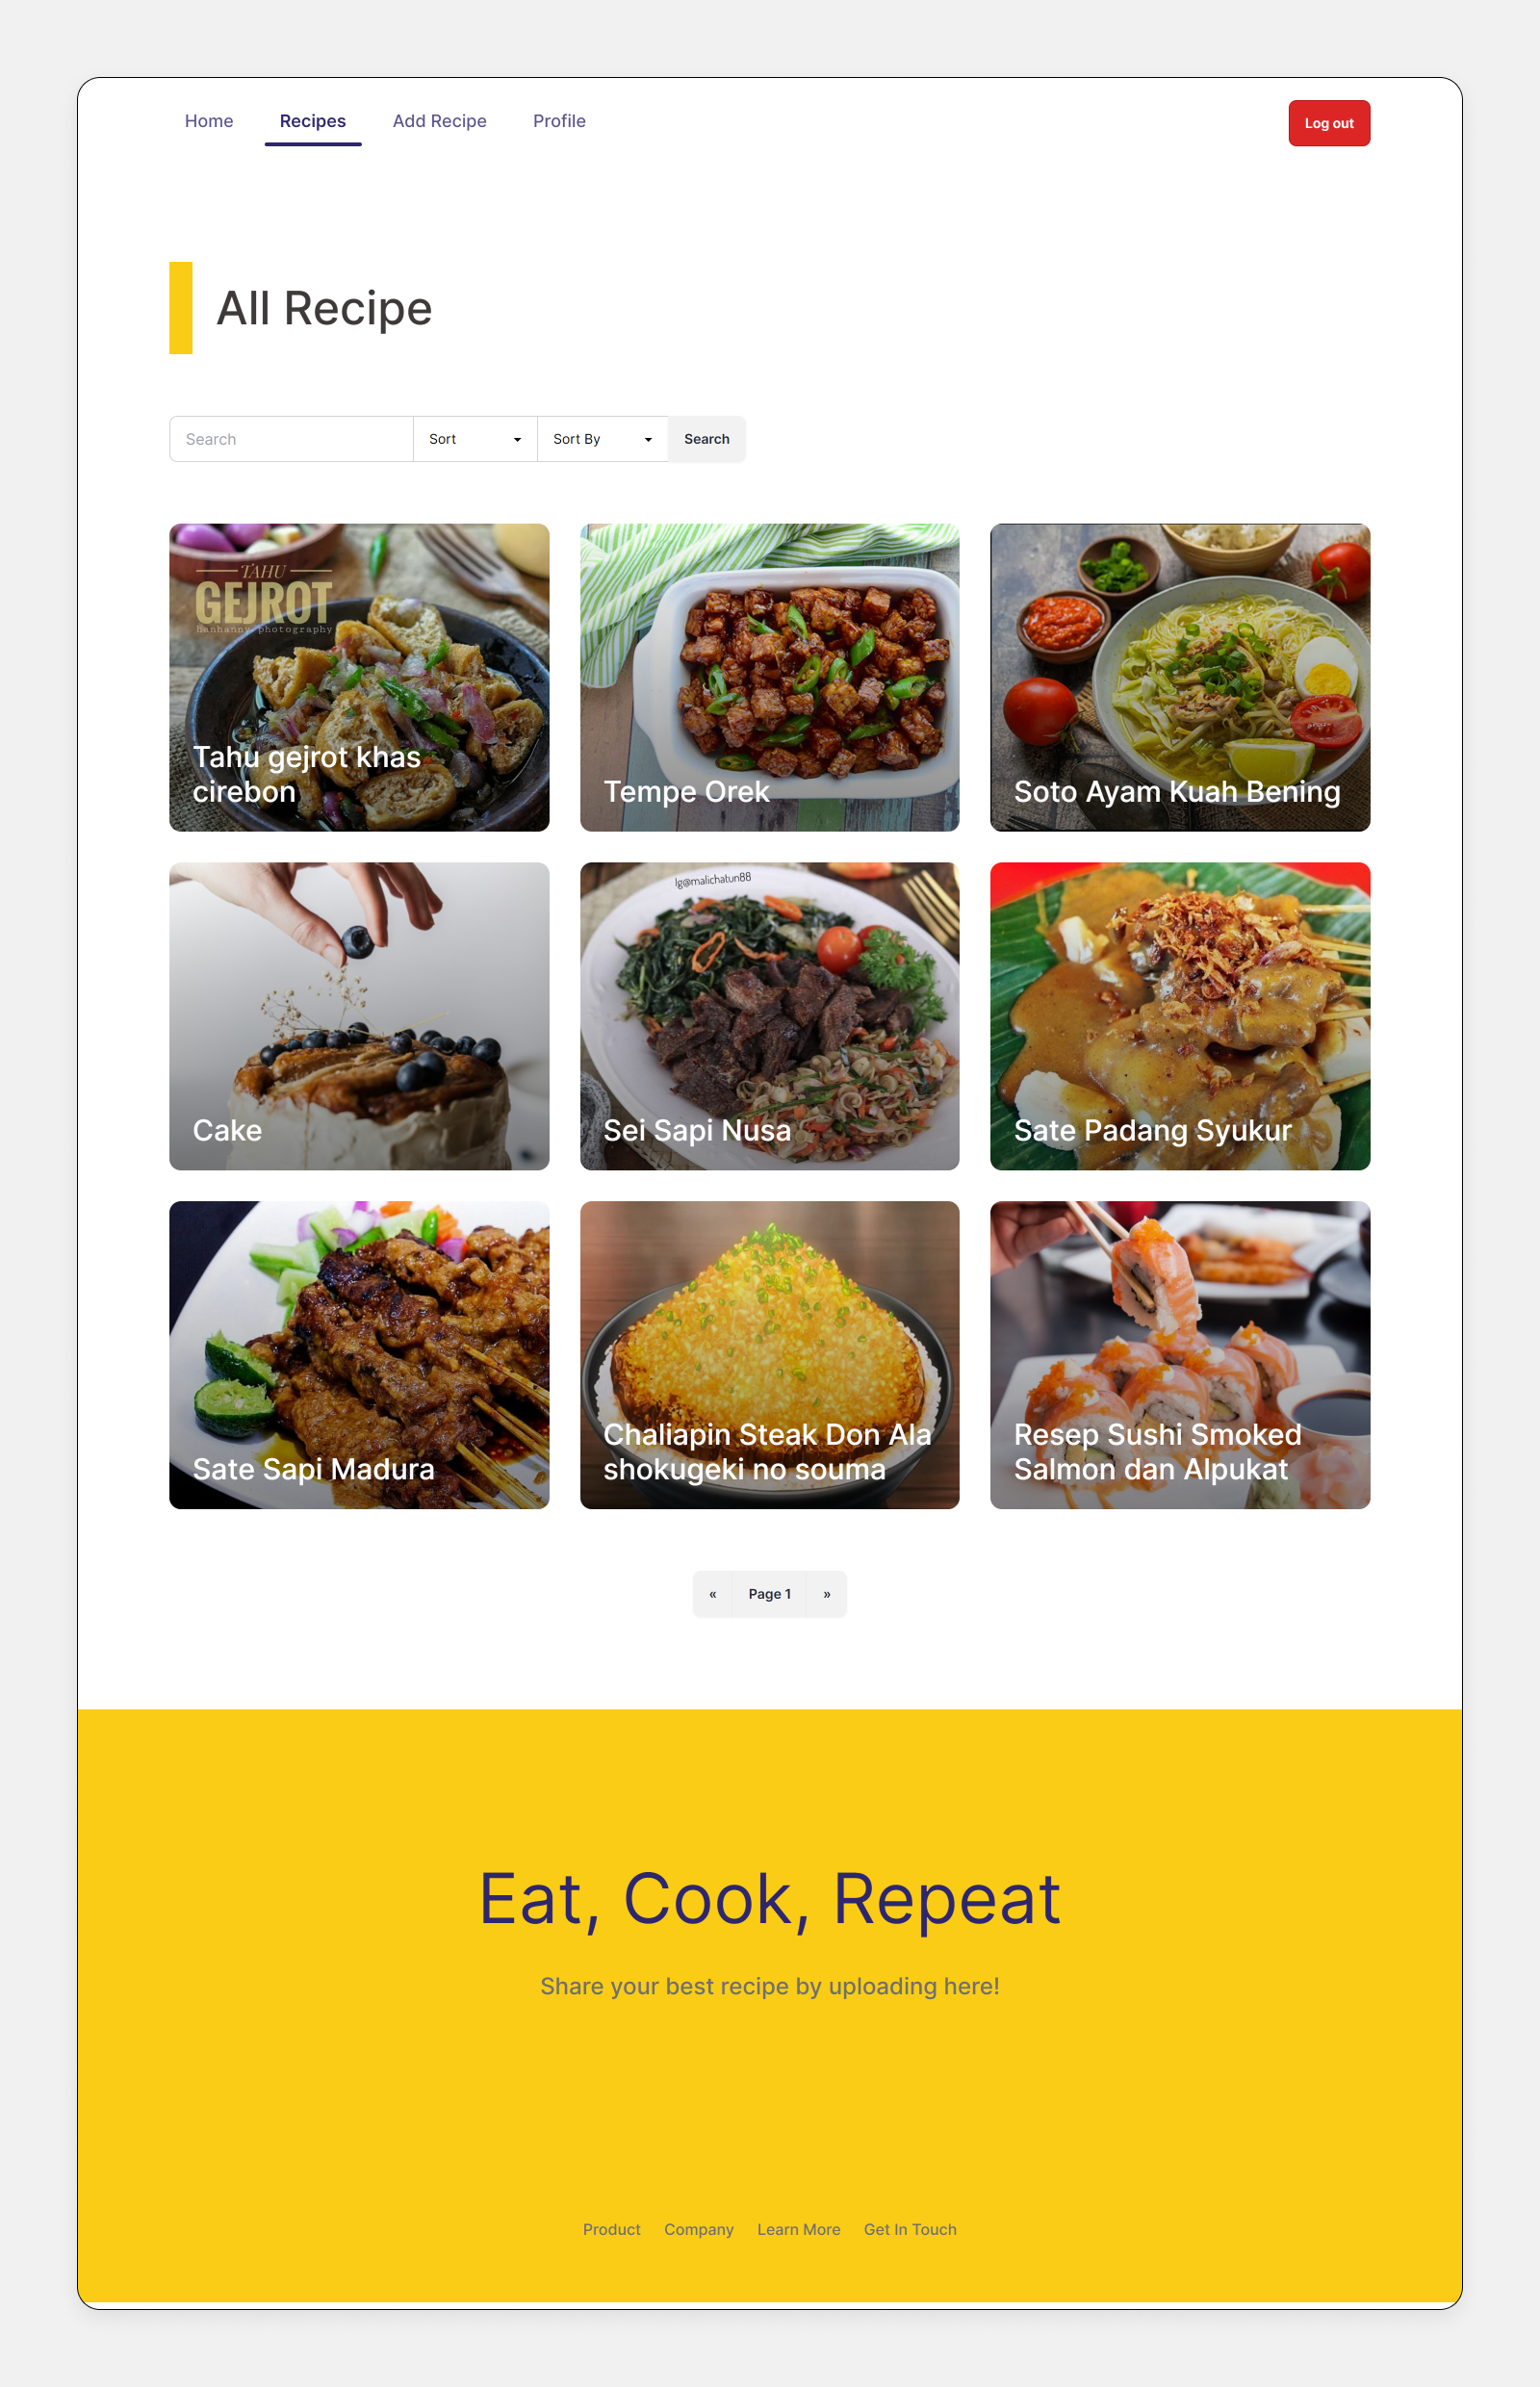 Home Recipes Add Recipe Profile Log out
All Recipe
Search Sort Sort By Search
TAHU
GEJROT
Hanhanny photography
Tahu gejrot khas
cirebon
Tempe Orek
Soto Ayam Kuah Bening
Cake
Ig@malichatun88
Sei Sapi Nusa
Sate Padang Syukur
Sate Sapi Madura
Chaliapin Steak Don Ala
shokugeki no souma
Resep Sushi Smoked
Salmon dan Alpukat
« Page 1 »
Eat, Cook, Repeat
Share your best recipe by uploading here!
Product Company Learn More Get In Touch